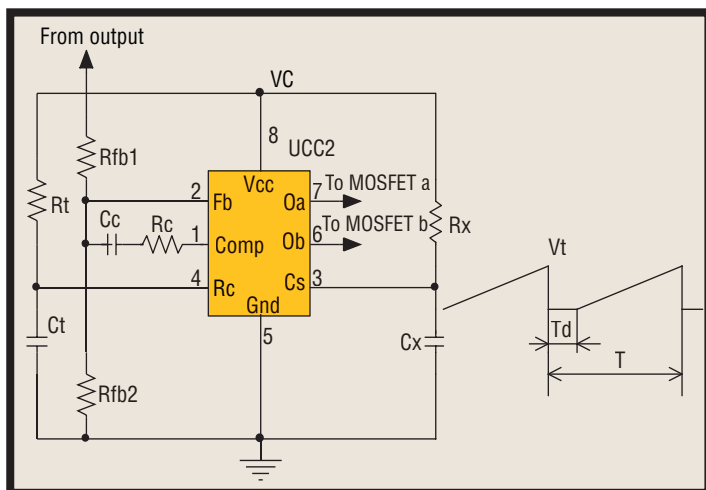 From output
VC
8
UCC2
Rfb1
Vcc
Rt
2
Fb
Oa
7
To MOSFET a
Cc
Rc
1
Comp
Ob
6
To MOSFET b
Rx
4
Rc
Cs
3
Vt
Gnd
5
Ct
Cx
Td
T
Rfb2